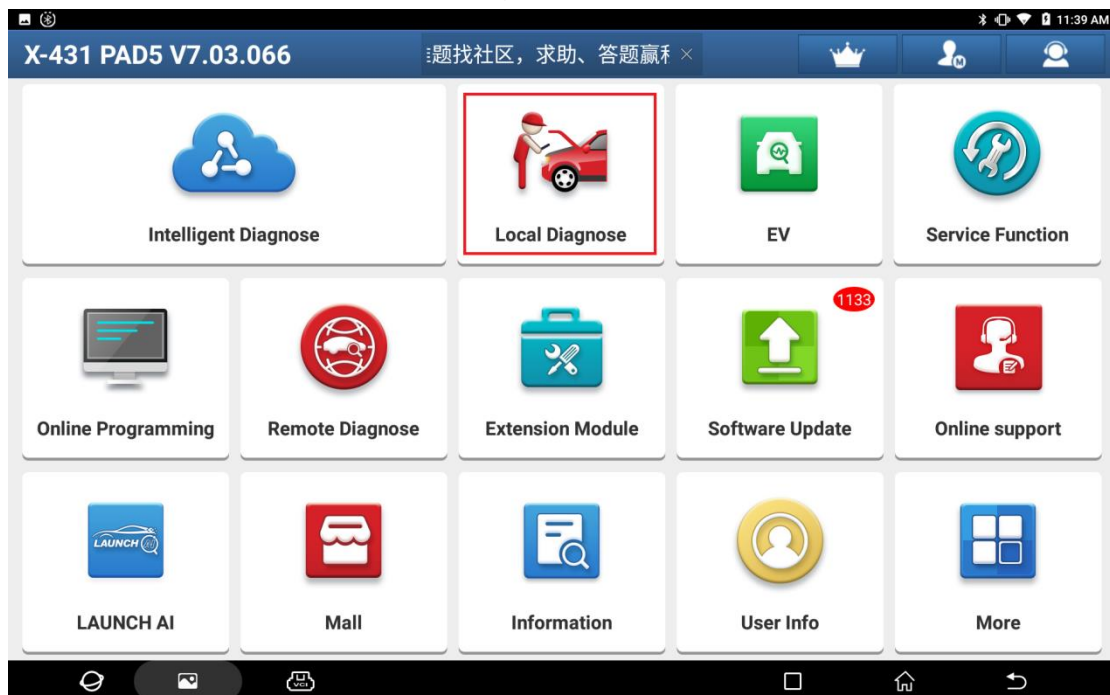 11:39 AM
X-431 PAD5 V7.03.066
题找社区，求助、答题赢
Intelligent Diagnose
Local Diagnose
EV
Service Function
1133
Online Programming
Remote Diagnose
Extension Module
Software Update
Online support
LAUNCH
LAUNCH AI
Mall
Information
User Info
More
VCI